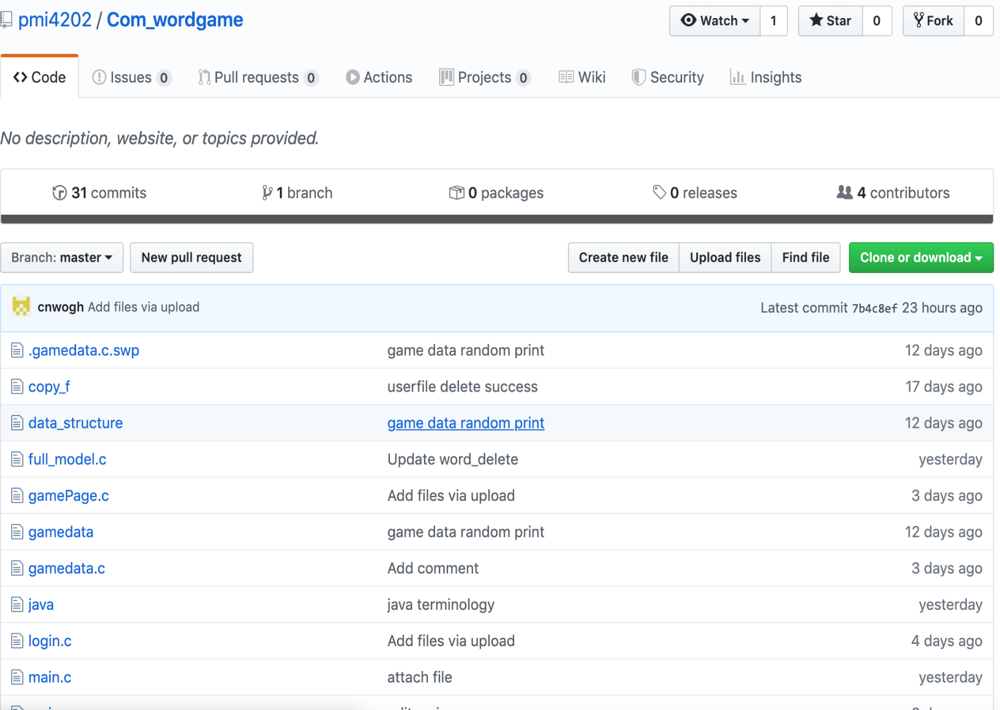 pmi4202 / Com_wordgame
Watch 1 Star 0 Fork 0
Code Issues 0 Pull requests 0 Actions Projects 0 Wiki Security Insights
No description, website, or topics provided.
31 commits 1 branch 0 packages 0 releases 4 contributors
Branch: master New pull request Create new file Upload files Find file Clone or download
cnwogh Add files via upload Latest commit 7b4c8ef 23 hours ago
.gamedata.c.swp game data random print 12 days ago
copy_f userfile delete success 17 days ago
data_structure game data random print 12 days ago
full_model.c Update word_delete yesterday
gamePage.c Add files via upload 3 days ago
gamedata game data random print 12 days ago
gamedata.c Add comment 3 days ago
java java terminology yesterday
login.c Add files via upload 4 days ago
main.c attach file yesterday